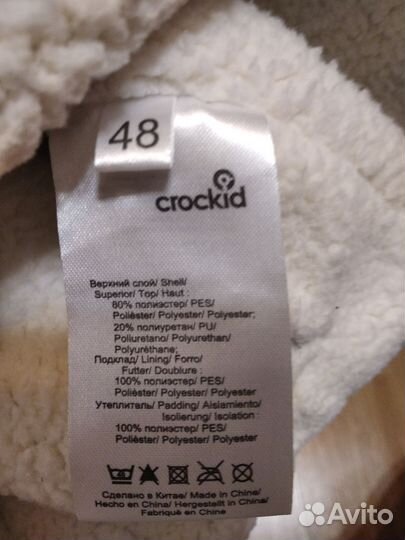 48
crockid
Верхний слой/ Shell/
Superior/ Top/ Haut :
80% полиэстер/ PES/
Poliéster/ Polyester/ Polyester;
20% полиуретан/ PU/
Poliuretano/ Polyurethan/
Polyuréthane;
Подклад/ Lining/ Forro/
Futter/ Doublure :
100% полиэстер/ PES/
Poliéster/ Polyester/ Polyester
Утеплитель/ Padding/ Aislamiento/
Isolierung/ Isolation :
100% полиэстер/ PES/
Poliéster/ Polyester/ Polyester
Сделано в Китае/ Made in China/
Hecho en China/ Hergestellt in China/
Fabriqué en China/
Avito